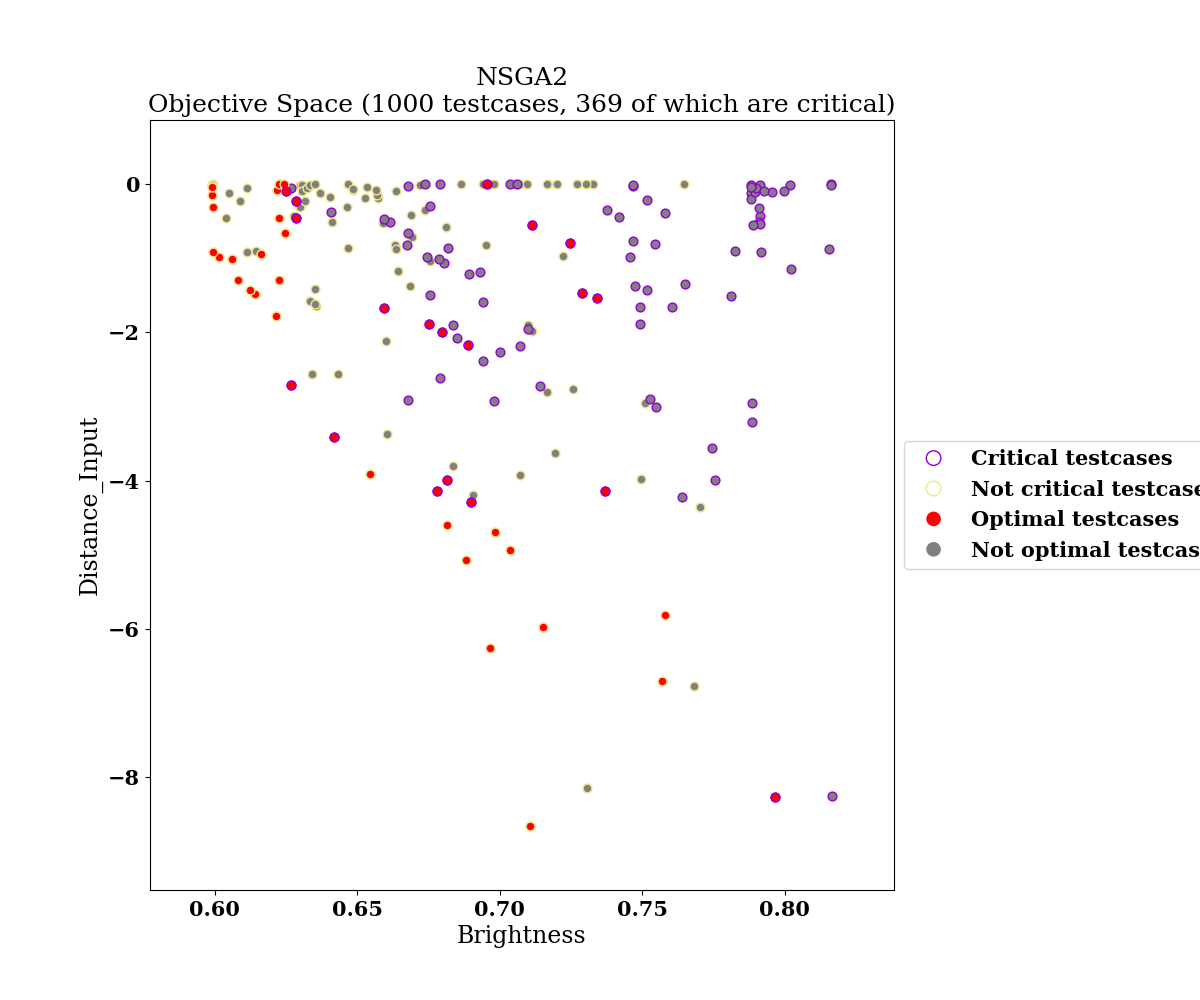 NSGA2
Objective Space (1000 testcases, 369 of which are critical)
0
−2
−4
−6
−8
Distance_Input
0.60 0.65 0.70 0.75 0.80
Brightness
Critical testcases
Not critical testcase
Optimal testcases
Not optimal testcas